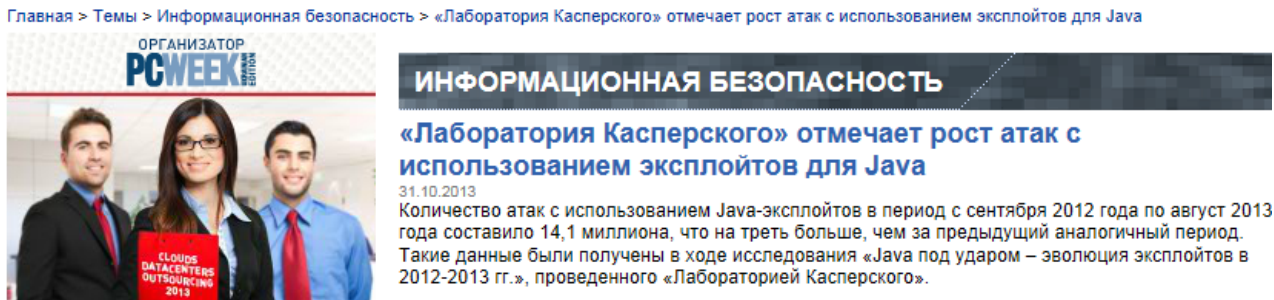 Главная > Темы > Информационная безопасность > «Лаборатория Касперского» отмечает рост атак с использованием эксплойтов для Java
ОРГАНИЗАТОР
PCWEEK
UKRAINIAN EDITION
CLOUDS
DATACENTERS
OUTSOURCING
2013
ИНФОРМАЦИОННАЯ БЕЗОПАСНОСТЬ
«Лаборатория Касперского» отмечает рост атак с
использованием эксплойтов для Java
31.10.2013
Количество атак с использованием Java-эксплойтов в период с сентября 2012 года по август 2013
года составило 14,1 миллиона, что на треть больше, чем за предыдущий аналогичный период.
Такие данные были получены в ходе исследования «Java под ударом – эволюция эксплойтов в
2012-2013 гг.», проведенного «Лабораторией Касперского».